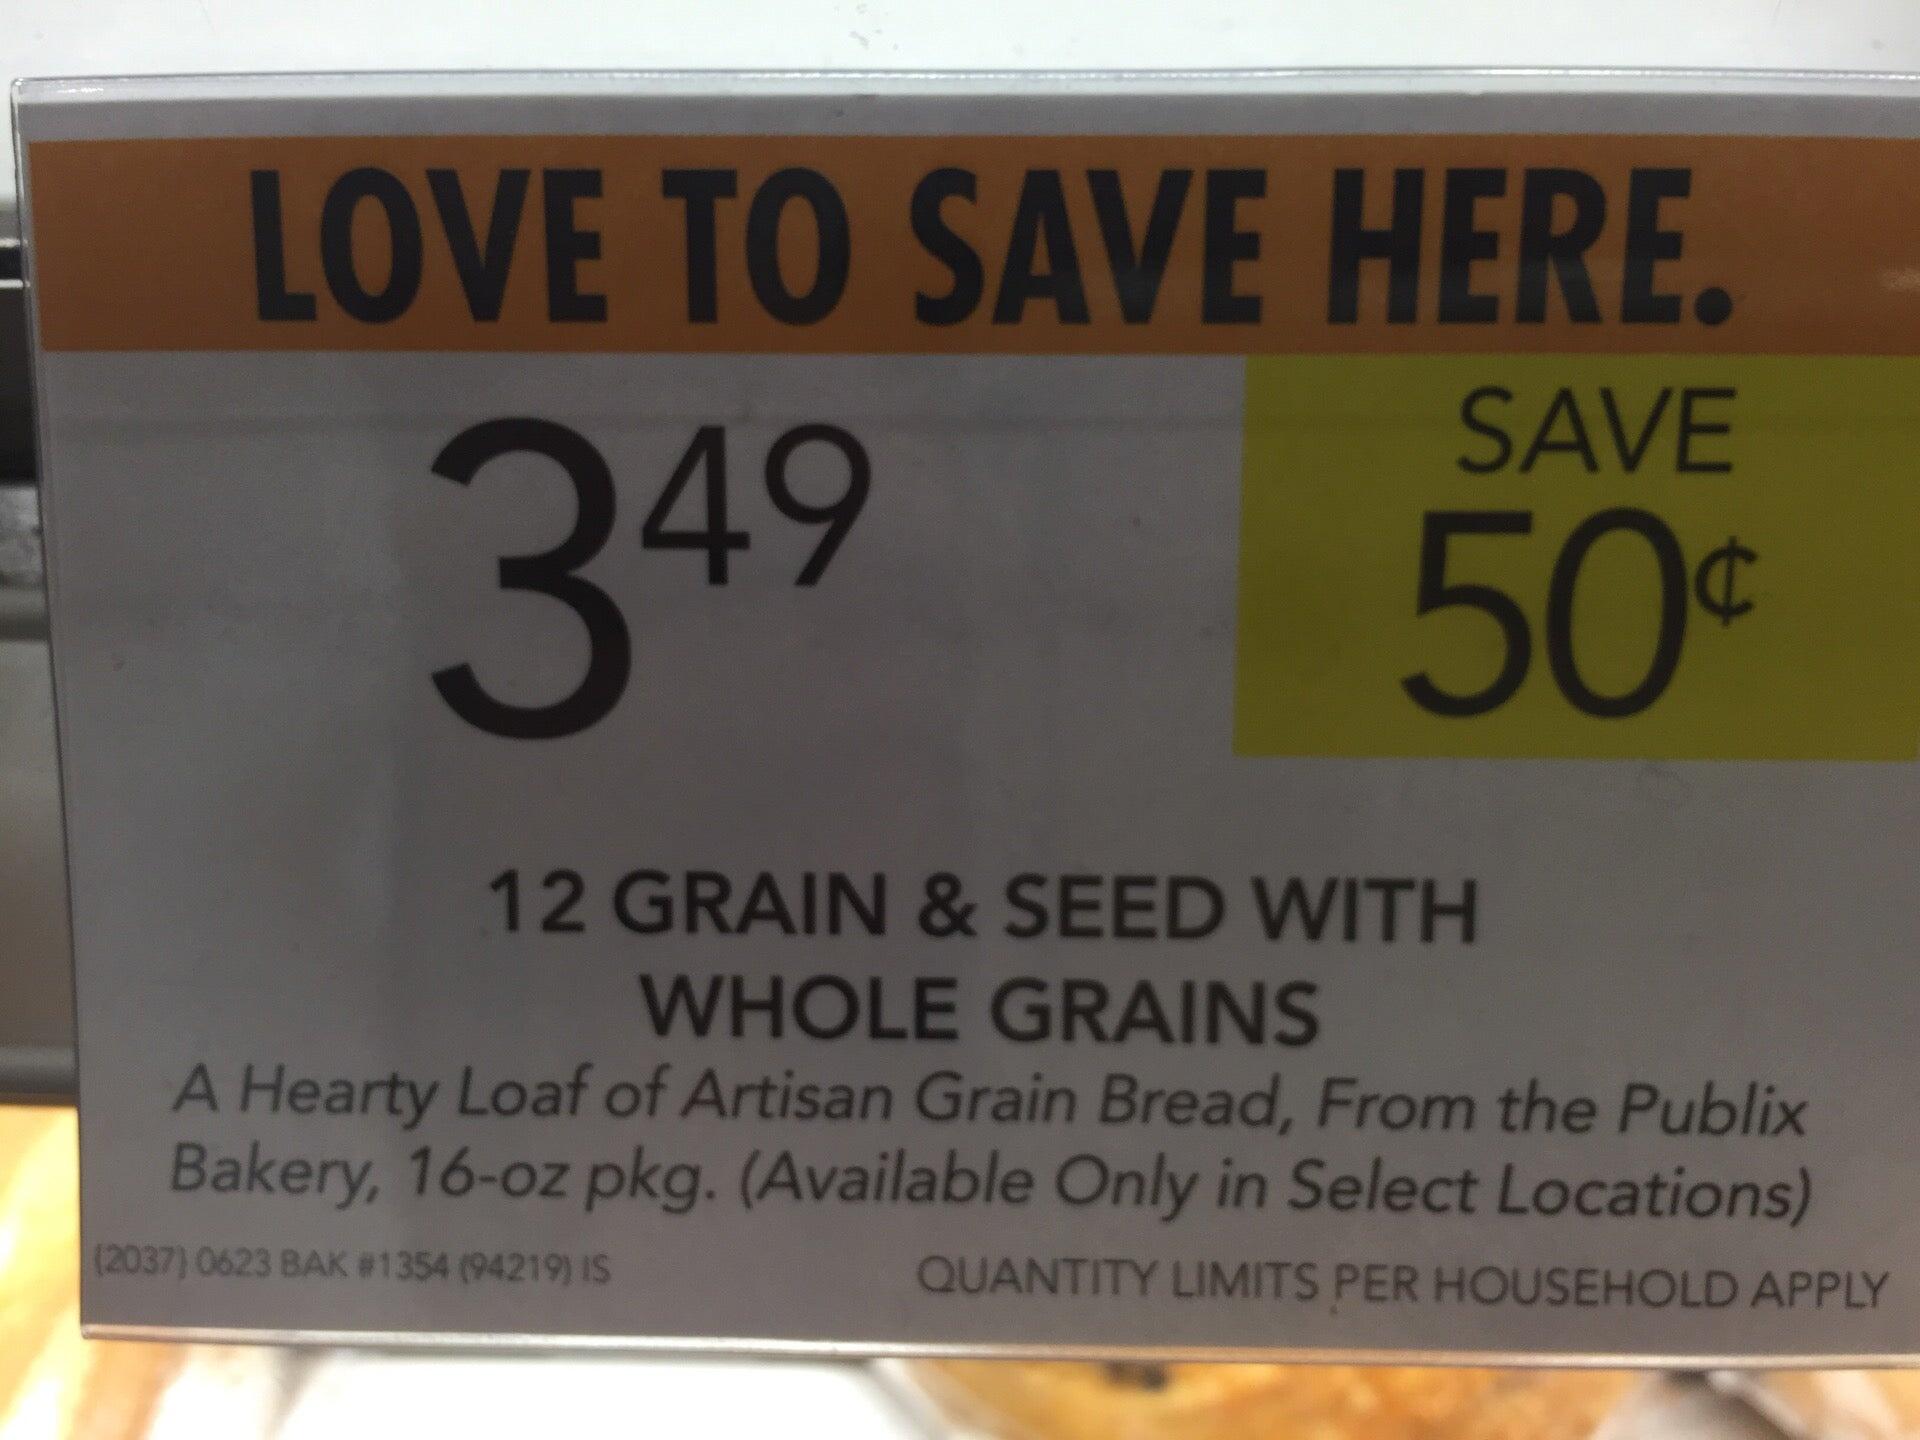 LOVE TO SAVE HERE.
3 49
SAVE
50¢
12 GRAIN & SEED WITH
WHOLE GRAINS
A Hearty Loaf of Artisan Grain Bread, From the Publix
Bakery, 16-oz pkg. (Available Only in Select Locations)
(2037) 0623 BAK #1354 (94219) IS
QUANTITY LIMITS PER HOUSEHOLD APPLY